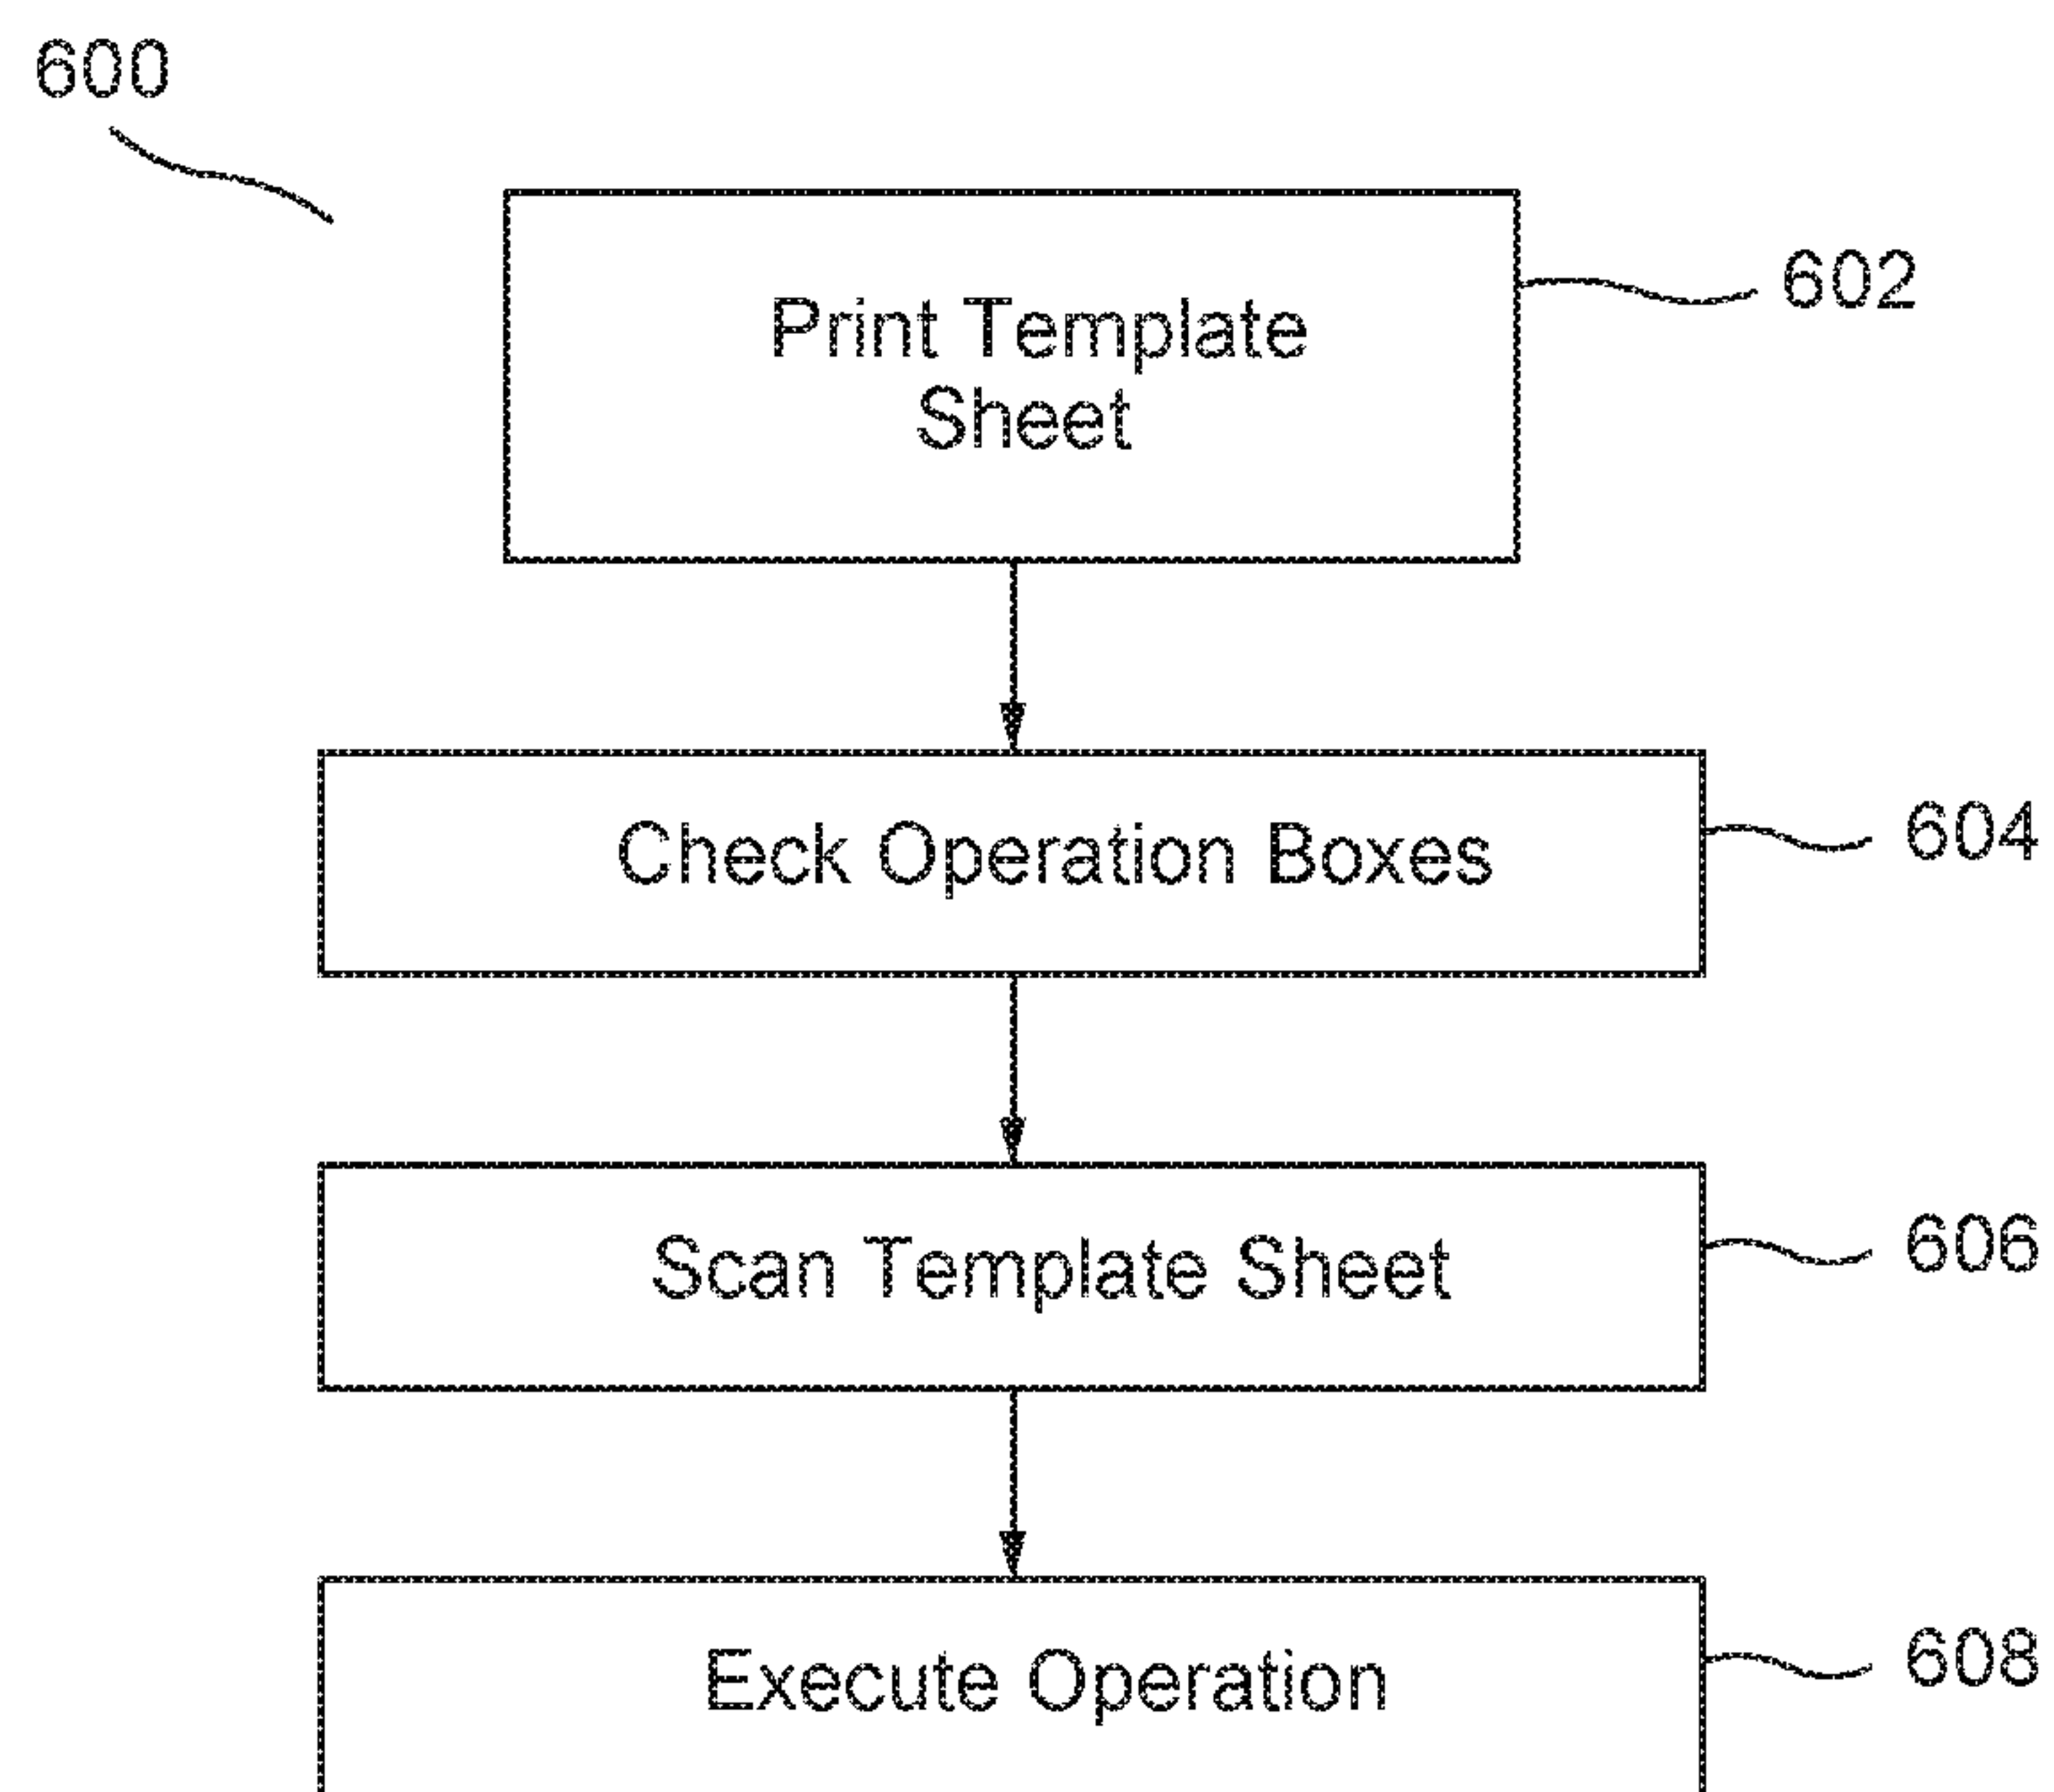 600
Print Template
Sheet
602
Check Operation Boxes
604
Scan Template Sheet
606
Execute Operation
608